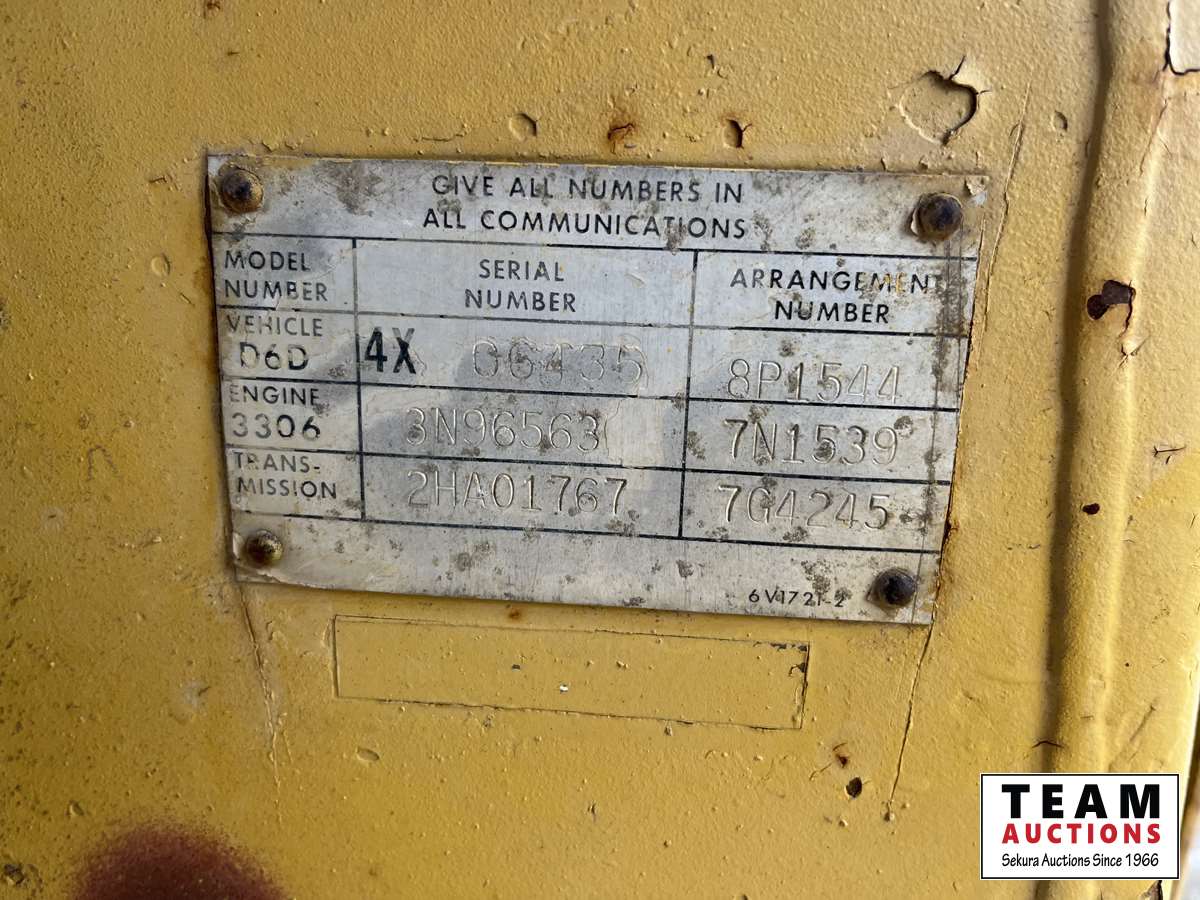 GIVE ALL NUMBERS IN
ALL COMMUNICATIONS
MODEL NUMBER
SERIAL NUMBER
ARRANGEMENT NUMBER
VEHICLE
D6D 4X 8P1544
ENGINE
3306 3N96563 7N1539
TRANS-
MISSION 2HA01767 7G4245
6V1721-2
TEAM
AUCTIONS
Sekura Auctions Since 1966